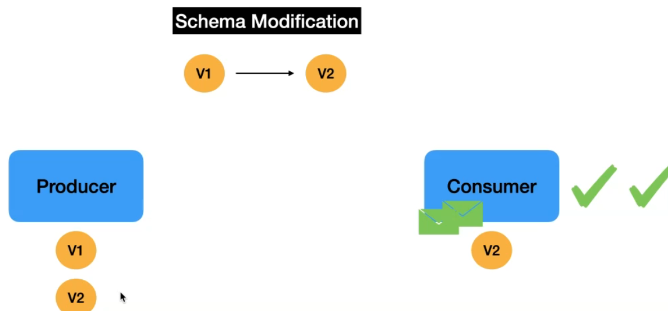 Schema Modification
V1
V2
Producer
Consumer
V1
V2
V2